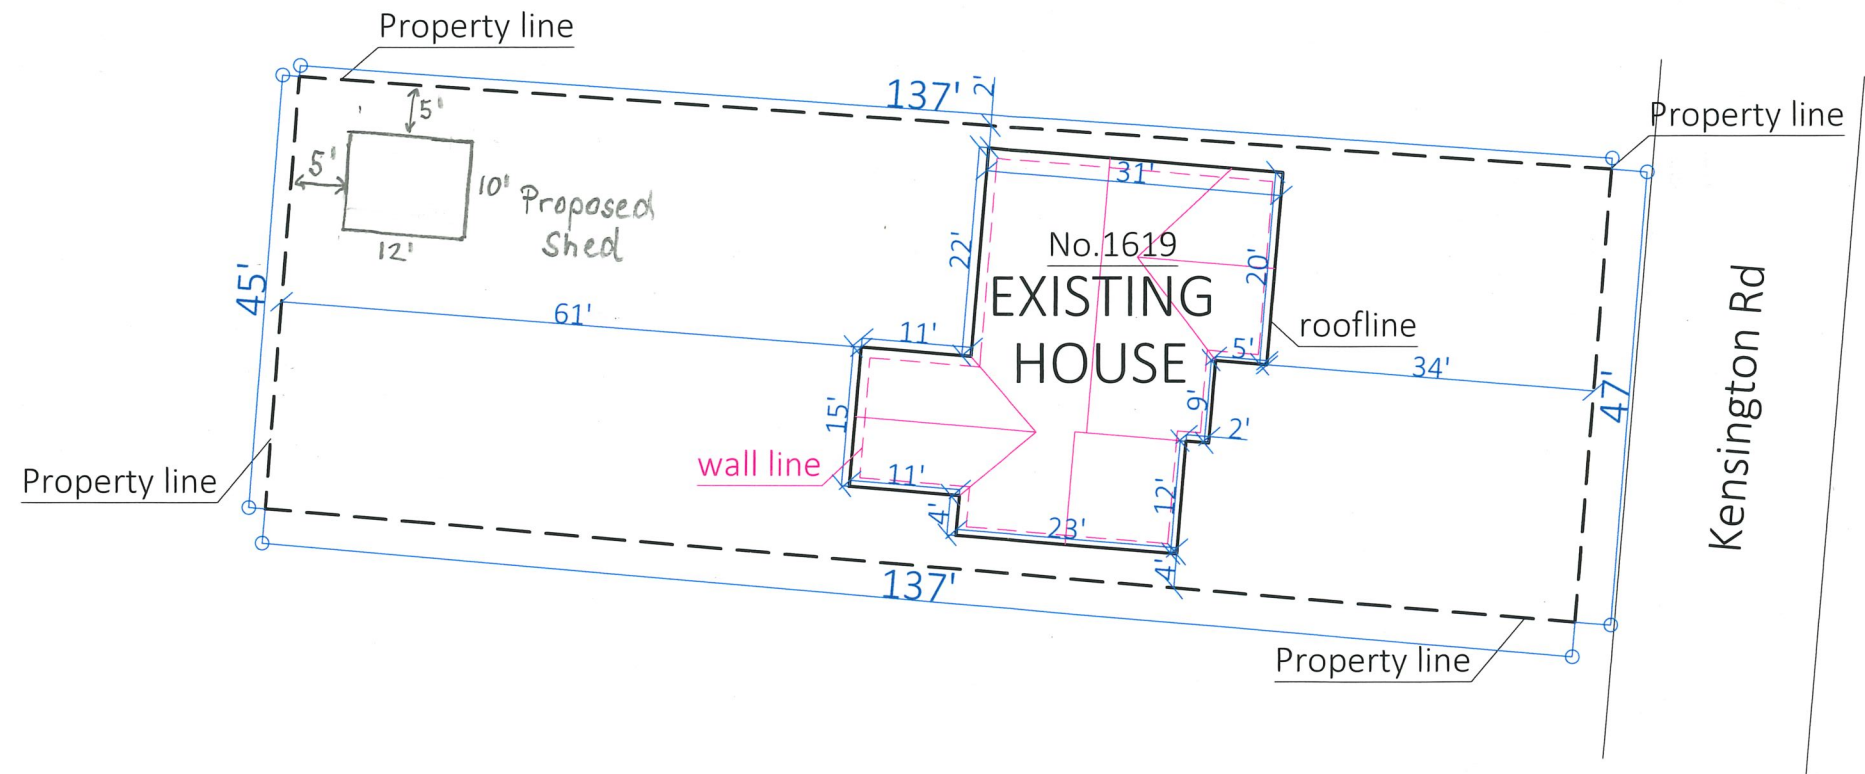 Property line
137'
2'
Property line
5'
5'
10'
Proposed
Shed
12'
31'
22'
No.1619
EXISTING
HOUSE
20'
roofline
45'
61'
11'
5'
34'
9'
47'
2'
15'
wall line
11'
12'
4'
23'
4'
Property line
137'
Property line
Kensington Rd